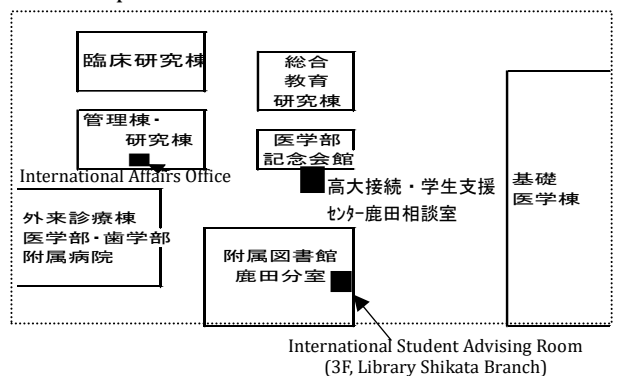 臨床研究棟
総合
教育
研究棟
管理棟・
研究棟
医学部
記念会館
International Affairs Office
高大接続・学生支援
センター鹿田相談室
基礎
医学棟
外来診療棟
医学部・歯学部
附属病院
附属図書館
鹿田分室
International Student Advising Room
(3F, Library Shikata Branch)